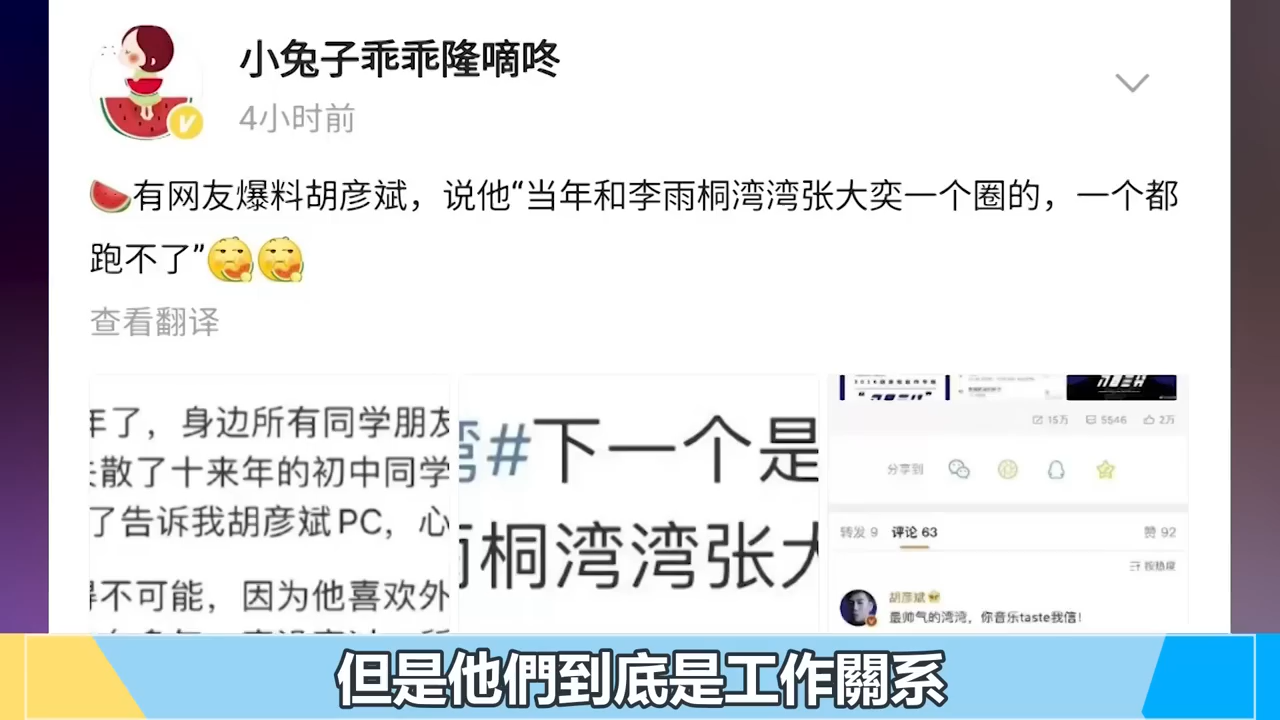 小兔子乖乖隆嘀咚
4小时前
有网友爆料胡彦斌，说他“当年和李雨桐湾湾张大奕一个圈的，一个都
跑不了”
查看翻译
年了，身边所有同学朋友
失散了十来年的初中同学
了告诉我胡彦斌PC，心
得不可能，因为他喜欢外
湾#下一个是
雨桐湾湾张大
15万 5546 2万
分享到
转发 9 评论 63 赞 92
按热度
胡彦斌
最帅气的湾湾，你音乐taste我信！
但是他們到底是工作關系